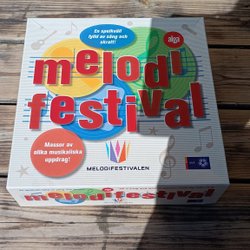 En spelkväll
fylld av sång och
skratt!
alga
melodi
festival
Massor av
olika musikaliska
uppdrag!
MELODIFESTIVALEN
melodifestival